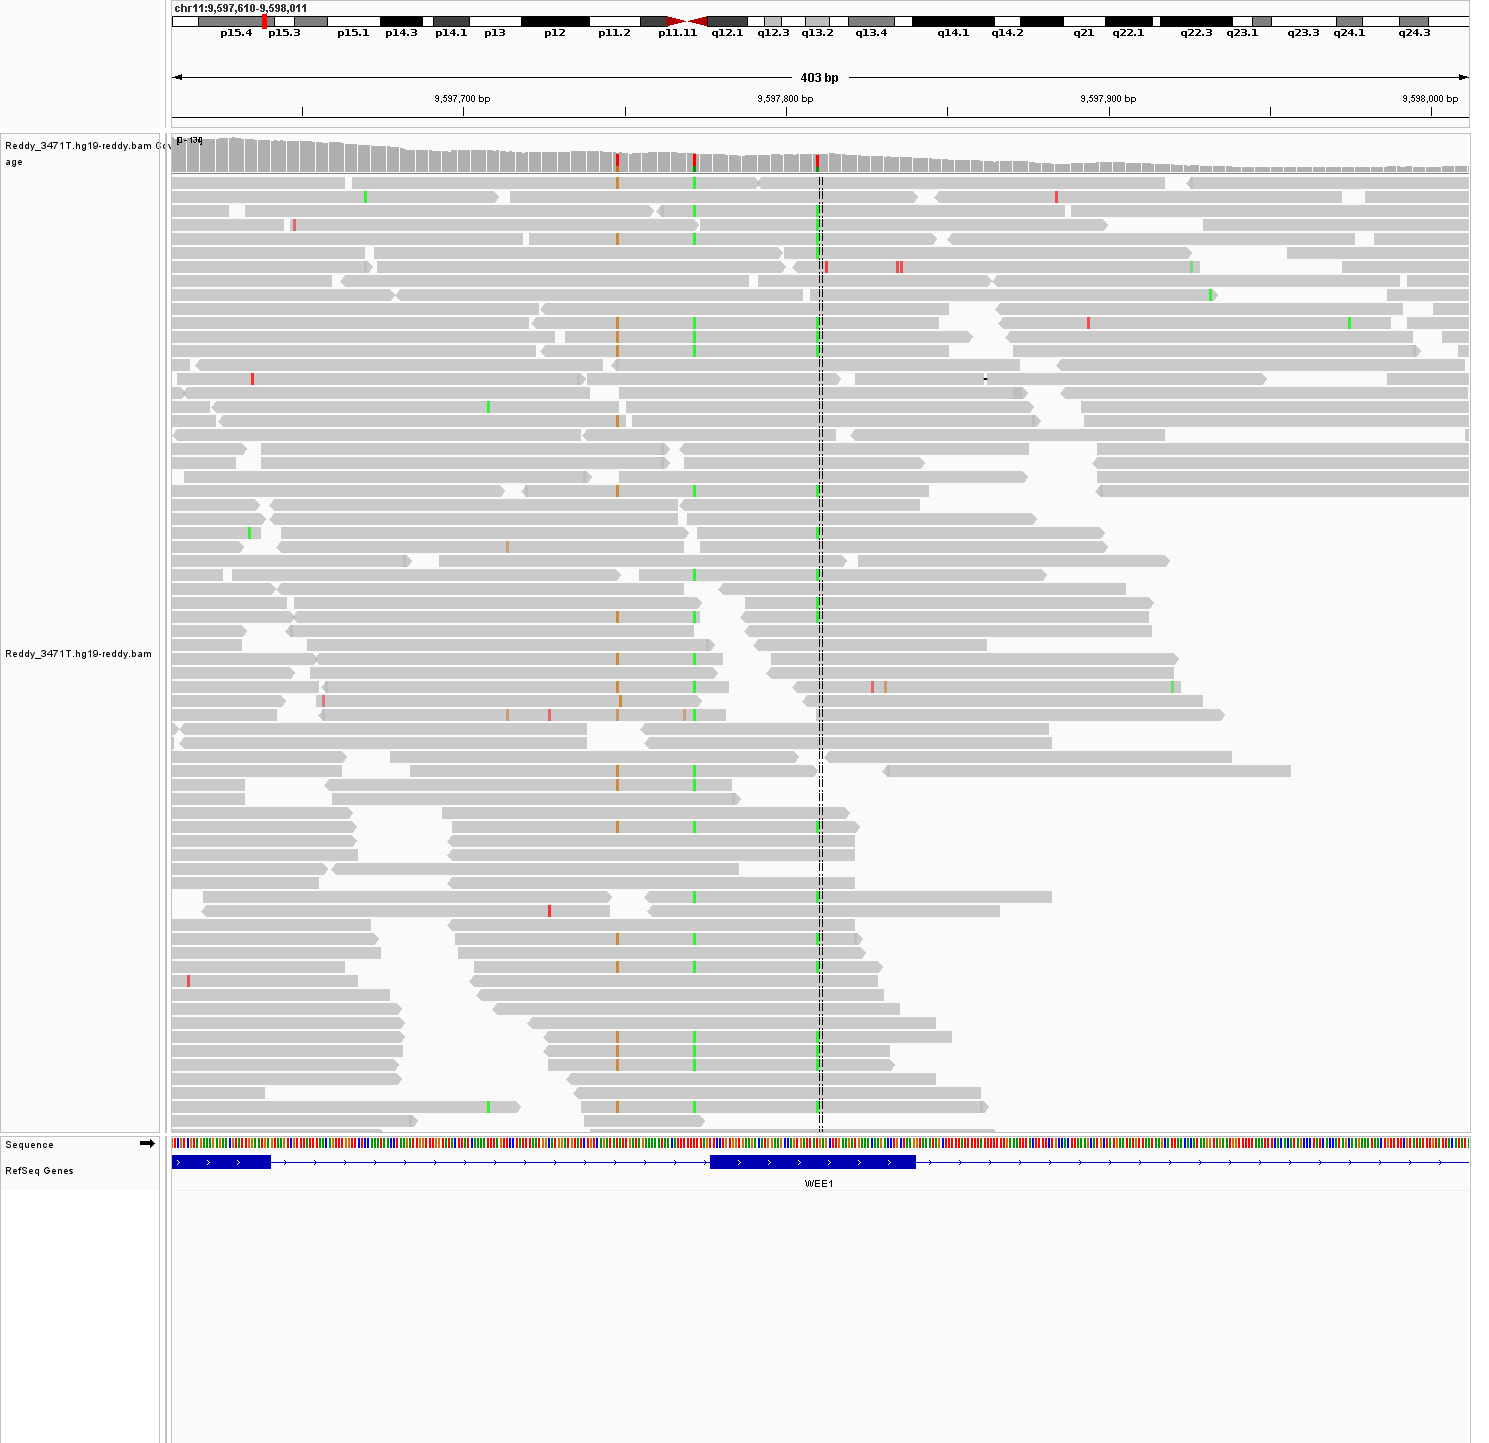 chr11:9,597,610-9,598,011
p15.4 p15.3 p15.1 p14.3 p14.1 p13 p12 p11.2 p11.11 q12.1 q12.3 q13.2 q13.4 q14.1 q14.2 q21 q22.1 q22.3 q23.1 q23.3 q24.1 q24.3
403 bp
9,597,700 bp 9,597,800 bp 9,597,900 bp 9,598,000 bp
Reddy_3471T.hg19-reddy.bam Cov
age
Reddy_3471T.hg19-reddy.bam
Sequence
RefSeq Genes
WEE1